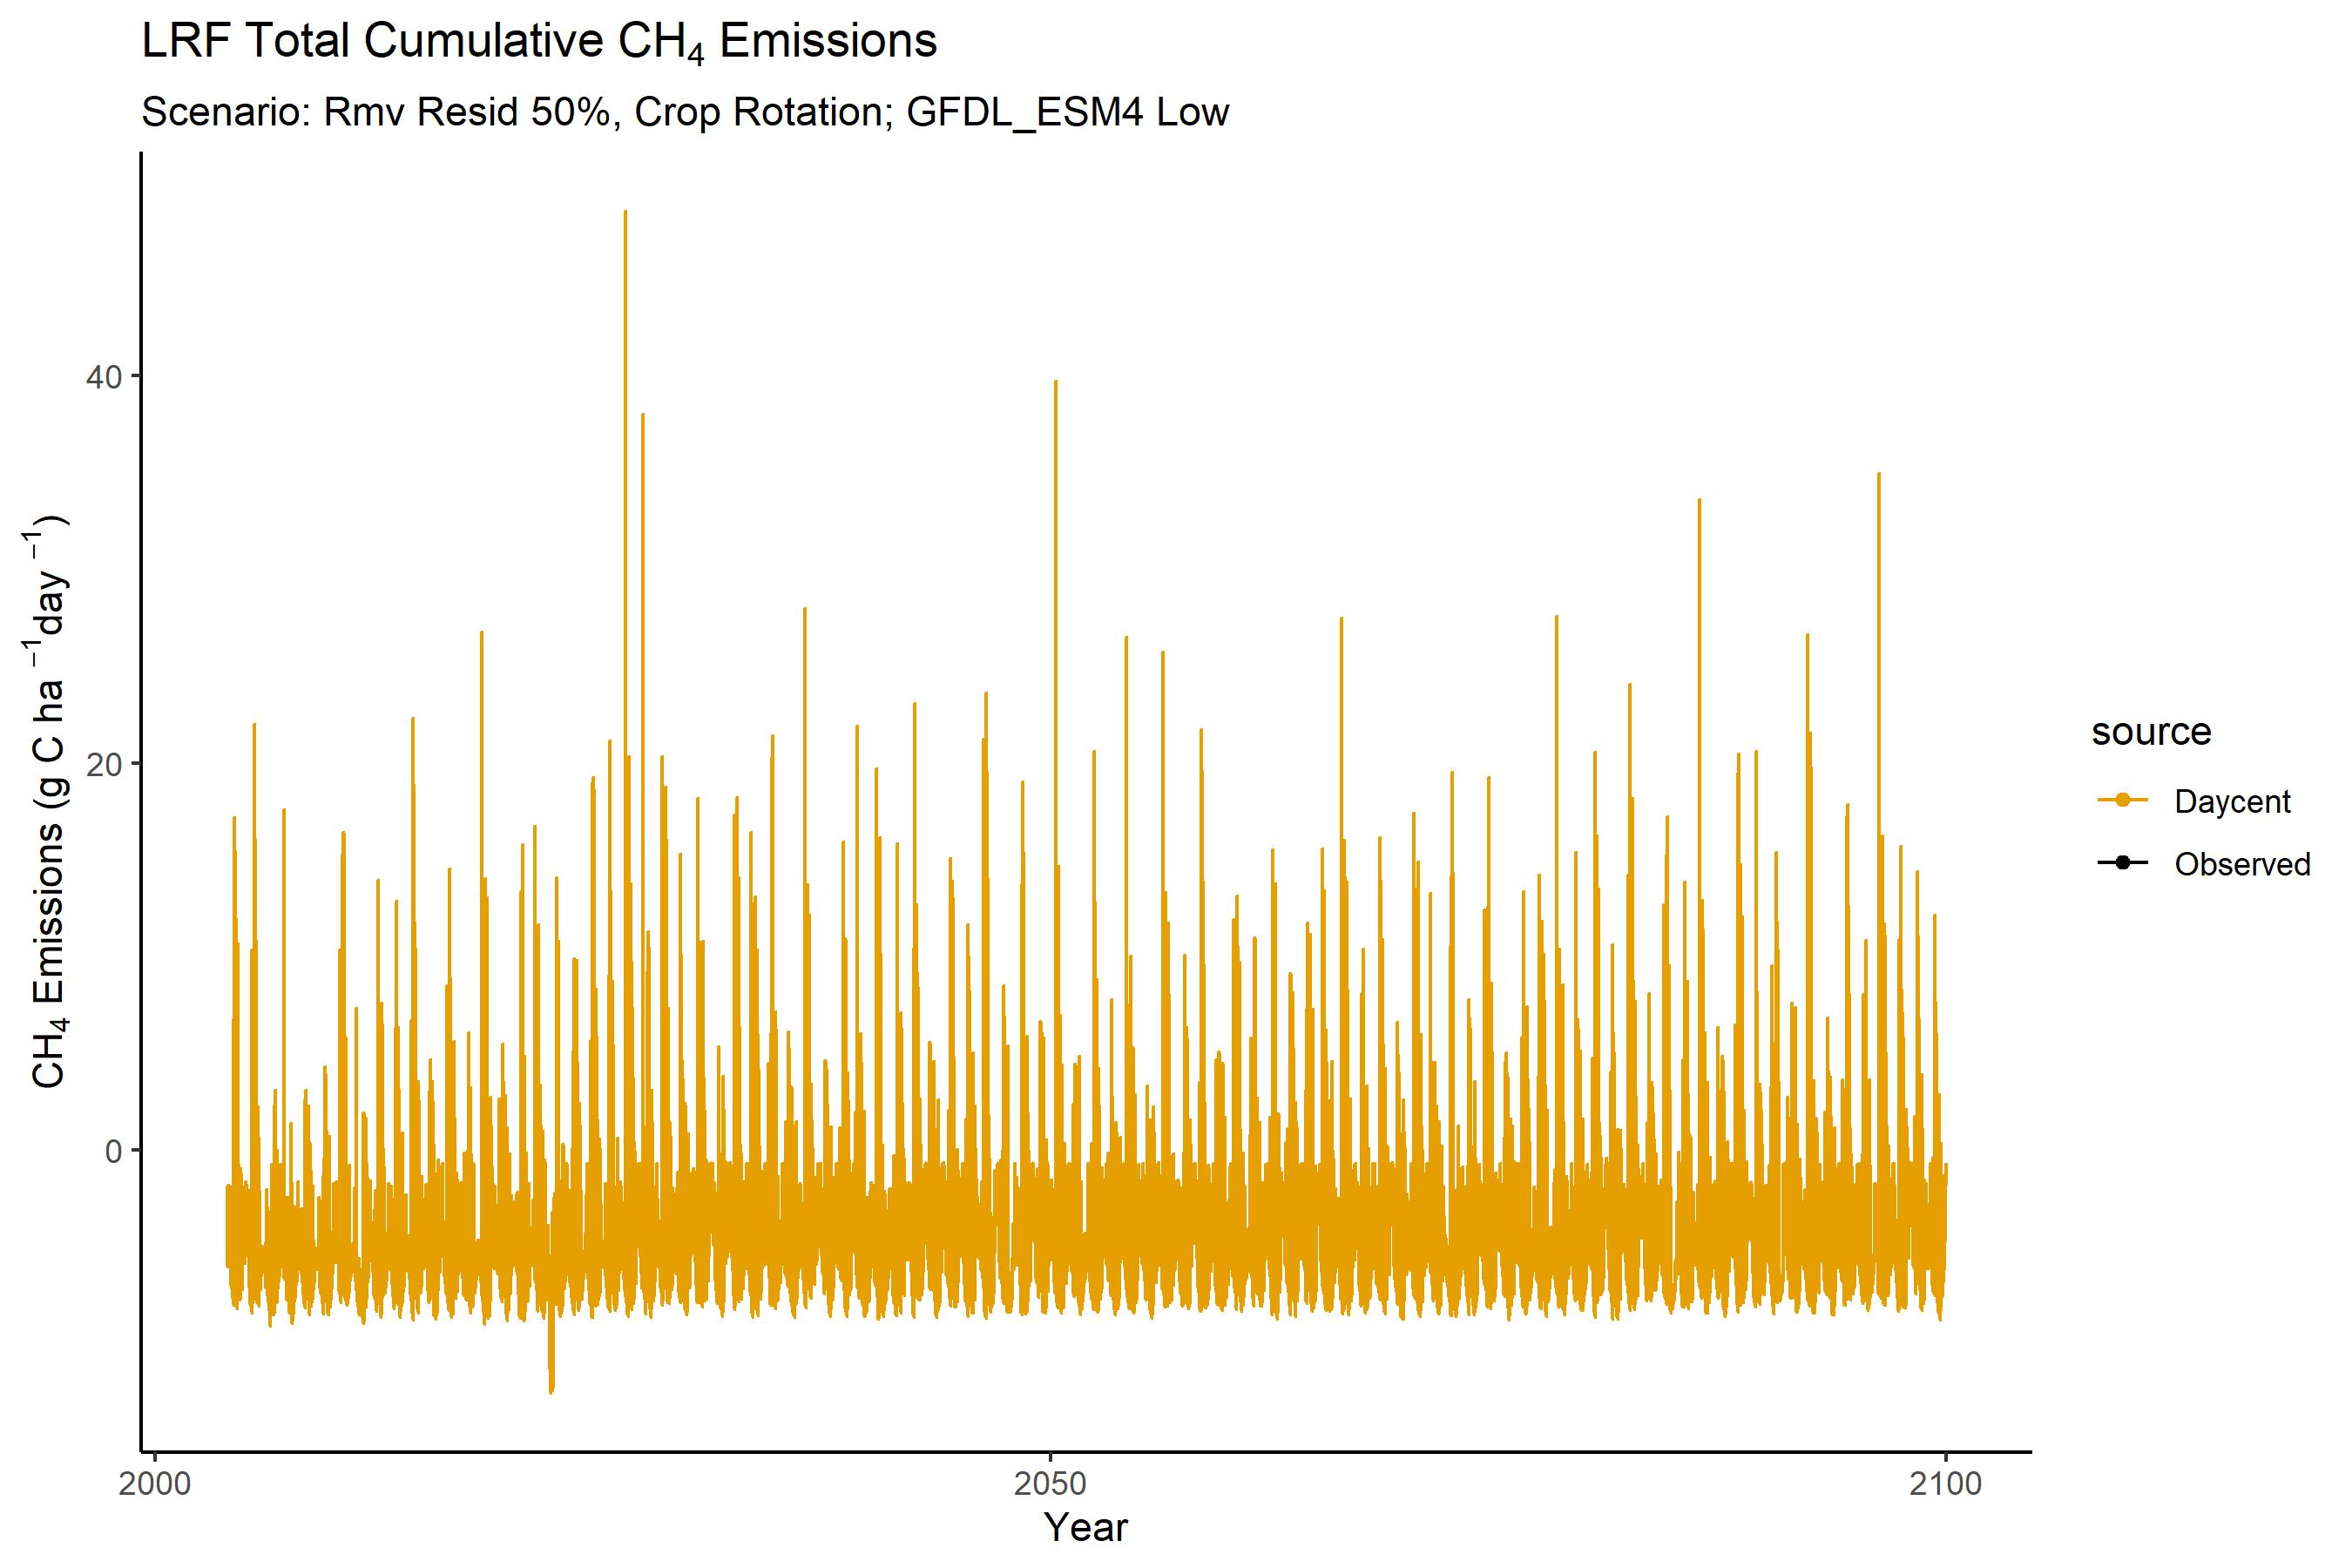 LRF Total Cumulative CH₄ Emissions
Scenario: Rmv Resid 50%, Crop Rotation; GFDL_ESM4 Low
CH₄ Emissions (g C ha ⁻¹day ⁻¹)
40
20
0
2000
2050
2100
Year
source
Daycent
Observed